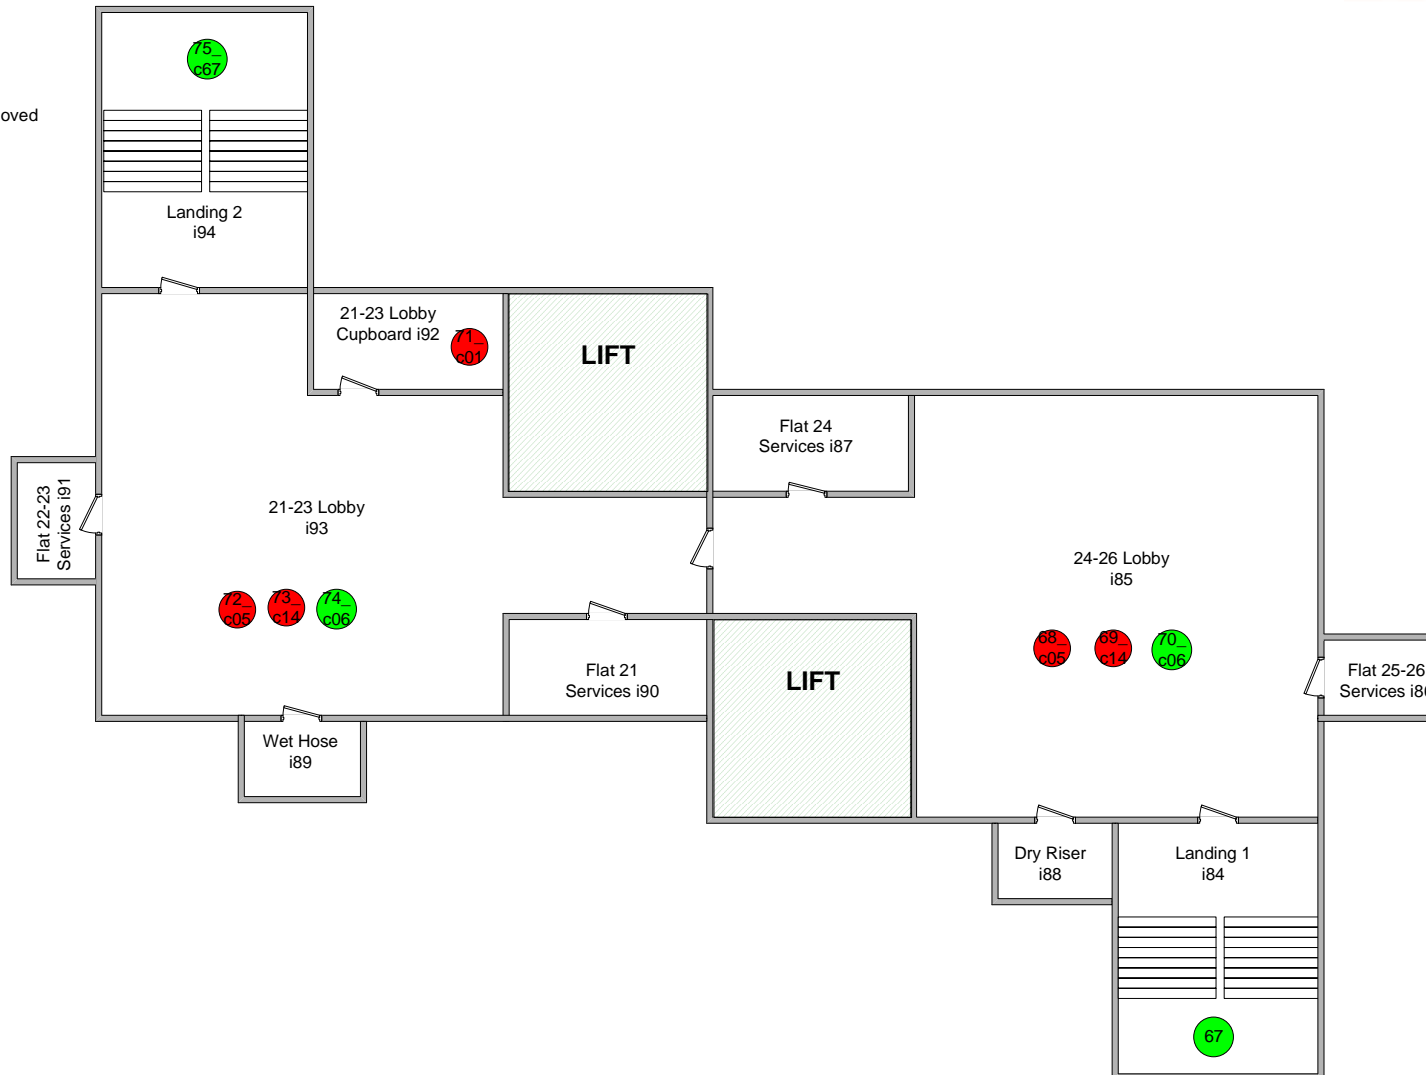 75_
c67
oved
Landing 2
i94
21-23 Lobby
Cupboard i92
71_
c01
LIFT
Flat 24
Services i87
Flat 22-23
Services i91
21-23 Lobby
i93
24-26 Lobby
i85
72_
c05
73_
c14
74_
c06
68_
c05
69_
c14
70_
c06
Flat 21
Services i90
LIFT
Flat 25-26
Services i86
Wet Hose
i89
Dry Riser
i88
Landing 1
i84
67